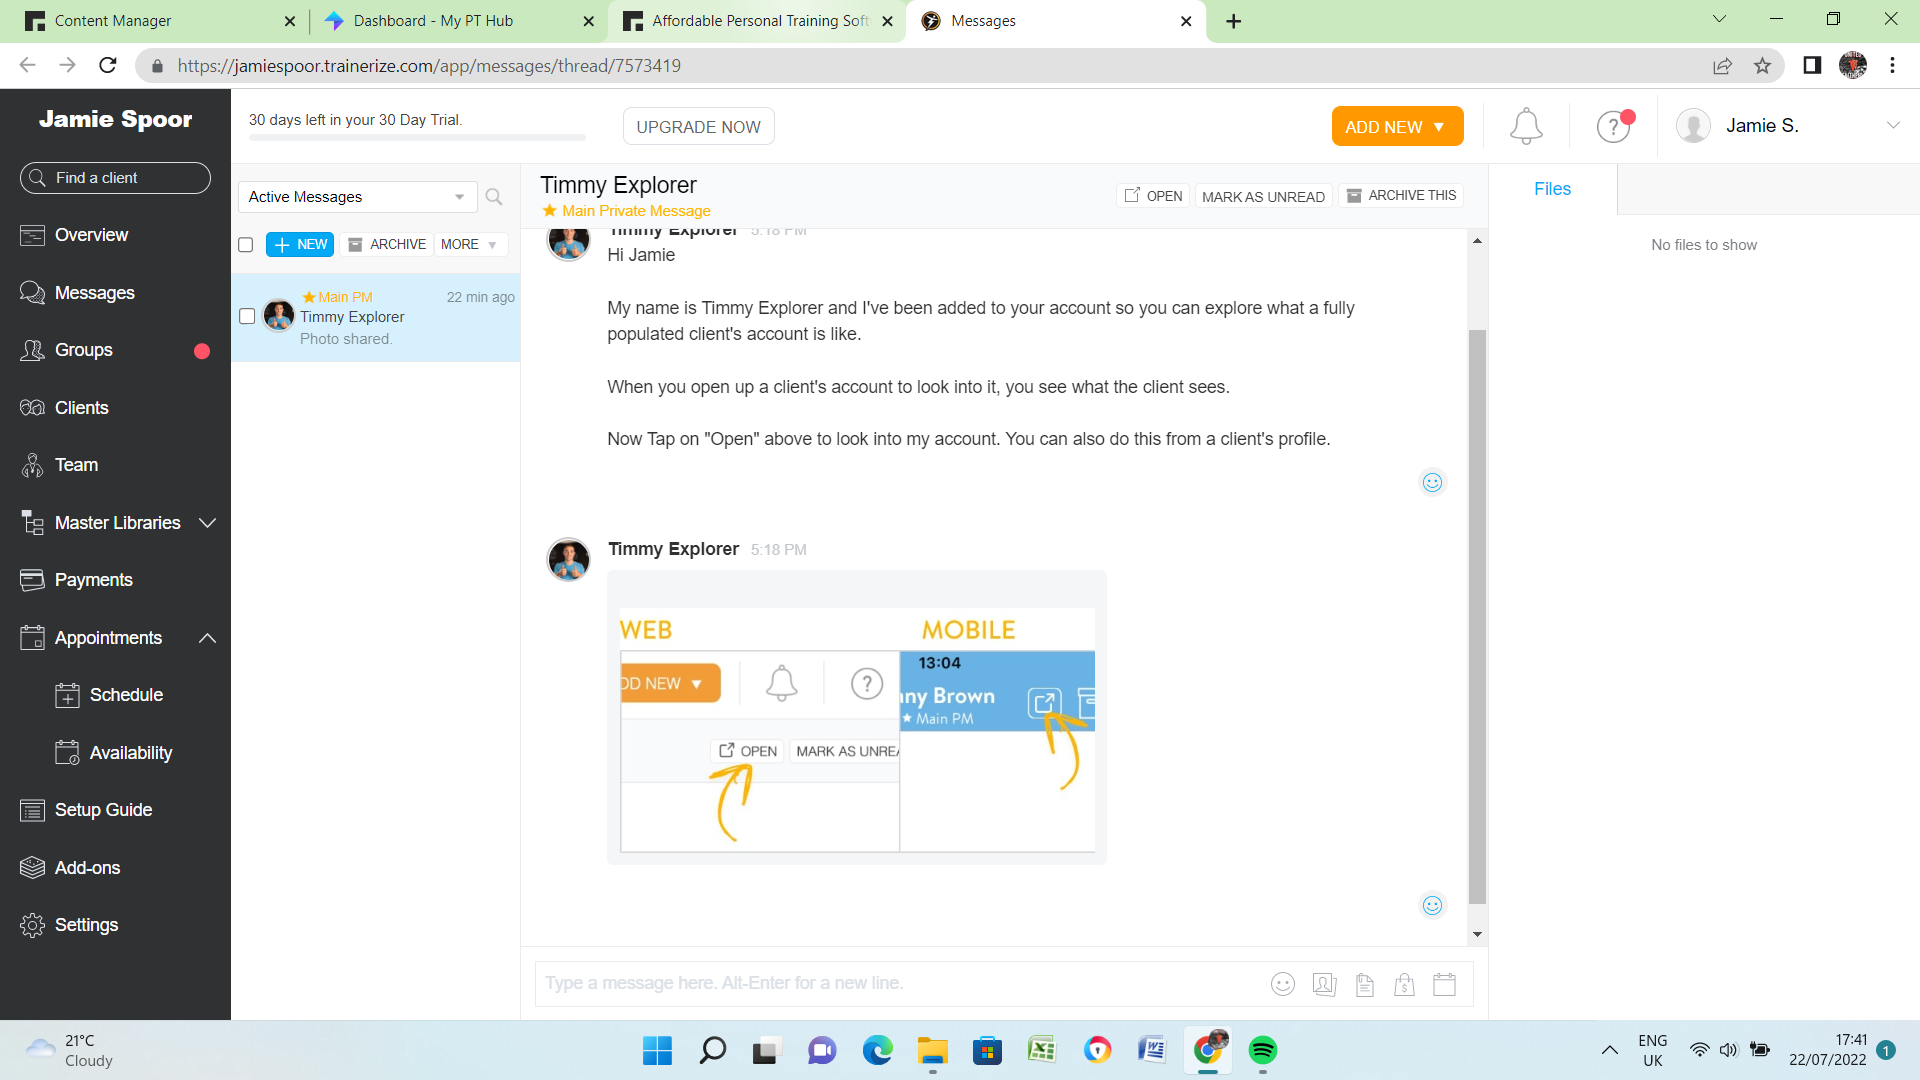 Content Manager
Dashboard - My PT Hub
Affordable Personal Training Soft
Messages
https://jamiespoor.trainerize.com/app/messages/thread/7573419
Jamie Spoor
Find a client
Overview
Messages
Groups
Clients
Team
Master Libraries
Payments
Appointments
Schedule
Availability
Setup Guide
Add-ons
Settings
30 days left in your 30 Day Trial.
UPGRADE NOW
ADD NEW
Jamie S.
Active Messages
NEW
ARCHIVE
MORE
Main PM
22 min ago
Timmy Explorer
Photo shared.
Timmy Explorer
Main Private Message
OPEN
MARK AS UNREAD
ARCHIVE THIS
Timmy Explorer 5:18 PM
Hi Jamie
My name is Timmy Explorer and I've been added to your account so you can explore what a fully
populated client's account is like.
When you open up a client's account to look into it, you see what the client sees.
Now Tap on "Open" above to look into my account. You can also do this from a client's profile.
Timmy Explorer 5:18 PM
WEB
DD NEW
?
OPEN
MARK AS UNREA
MOBILE
13:04
ny Brown
Main PM
Type a message here. Alt-Enter for a new line.
Files
No files to show
21°C
Cloudy
ENG
UK
17:41
22/07/2022
1